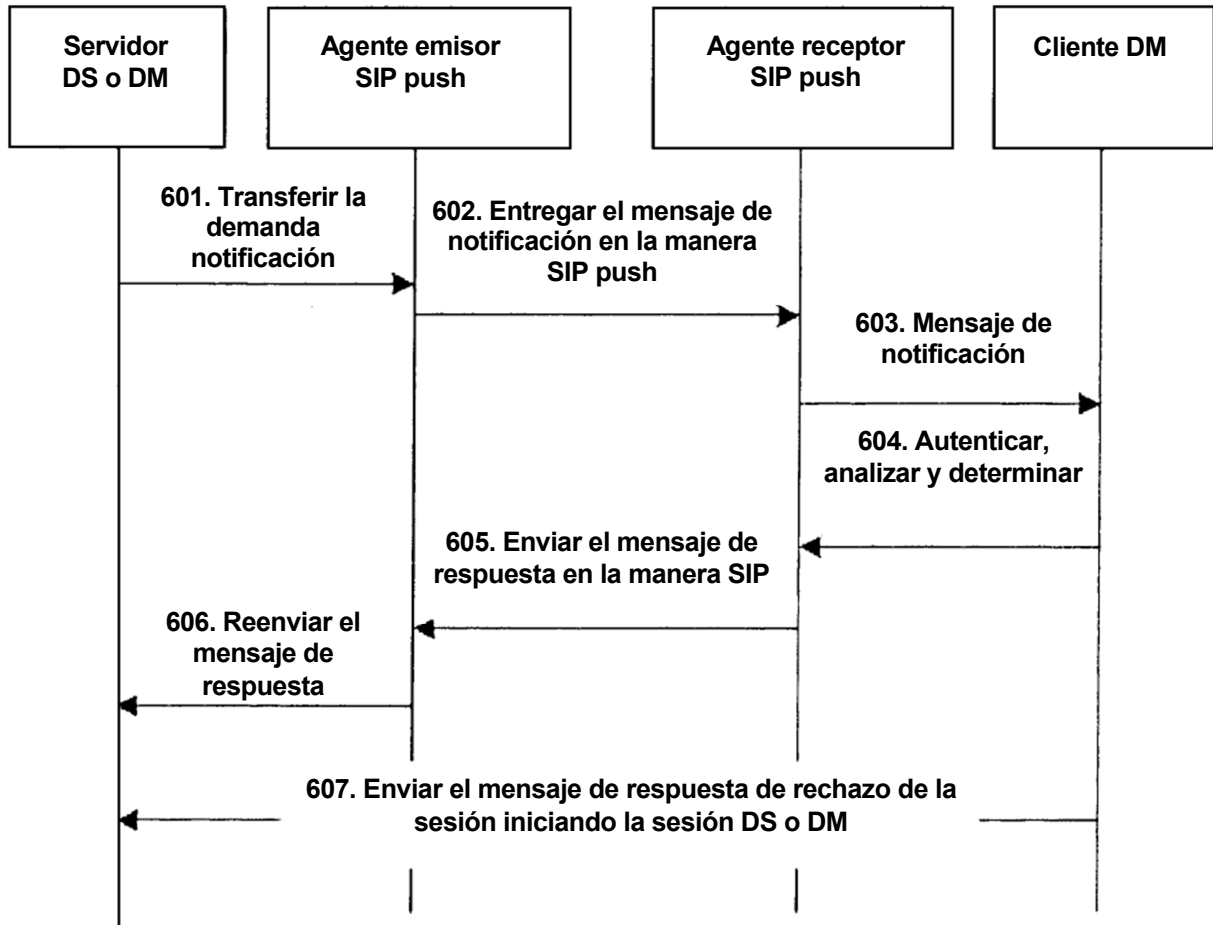 Servidor
DS o DM
Agente emisor
SIP push
Agente receptor
SIP push
Cliente DM
601. Transferir la
demanda
notificación
602. Entregar el mensaje de
notificación en la manera
SIP push
603. Mensaje de
notificación
604. Autenticar,
analizar y determinar
605. Enviar el mensaje de
respuesta en la manera SIP
606. Reenviar el
mensaje de
respuesta
607. Enviar el mensaje de respuesta de rechazo de la
sesión iniciando la sesión DS o DM